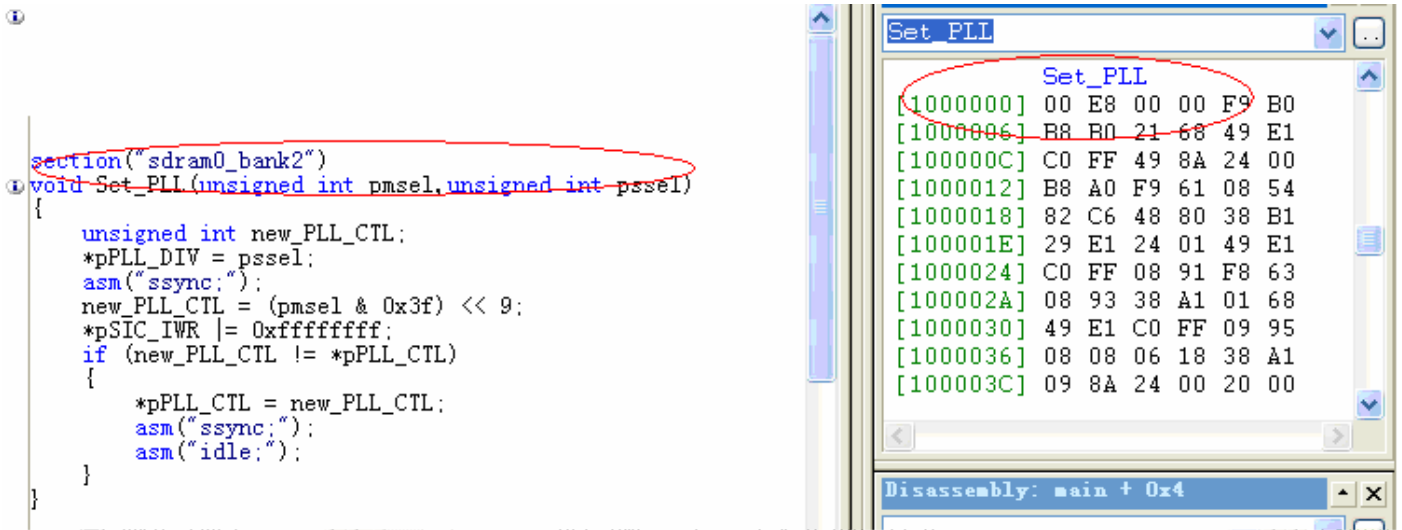 section("sdram0_bank2")
void Set_PLL(unsigned int pmsel,unsigned int pssel)
{
unsigned int new_PLL_CTL;
*pPLL_DIV = pssel;
asm("ssync;");
new_PLL_CTL = (pmsel & 0x3f) << 9;
*pSIC_IWR |= 0xffffffff;
if (new_PLL_CTL != *pPLL_CTL)
{
*pPLL_CTL = new_PLL_CTL;
asm("ssync;");
asm("idle;");
}
}
Set_PLL
..
Set_PLL
[1000000] 00 E8 00 00 F9 B0
[1000006] B8 B0 21 68 49 E1
[100000C] C0 FF 49 8A 24 00
[1000012] B8 A0 F9 61 08 54
[1000018] 82 C6 48 80 38 B1
[100001E] 29 E1 24 01 49 E1
[1000024] C0 FF 08 91 F8 63
[100002A] 08 93 38 A1 01 68
[1000030] 49 E1 C0 FF 09 95
[1000036] 08 08 06 18 38 A1
[100003C] 09 8A 24 00 20 00
Disassembly: main + 0x4